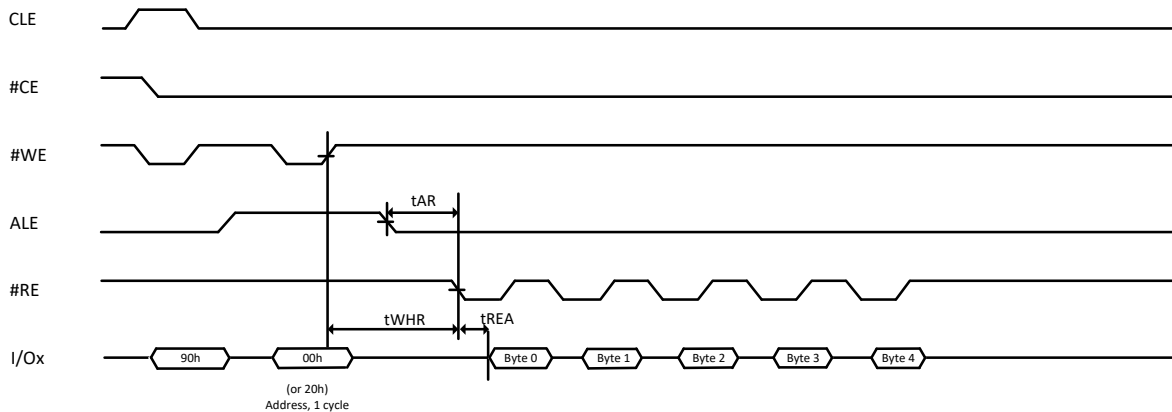 CLE
#CE
#WE
ALE
tAR
#RE
tWHR
tREA
I/Ox
90h
00h
Byte 0
Byte 1
Byte 2
Byte 3
Byte 4
(or 20h)
Address, 1 cycle